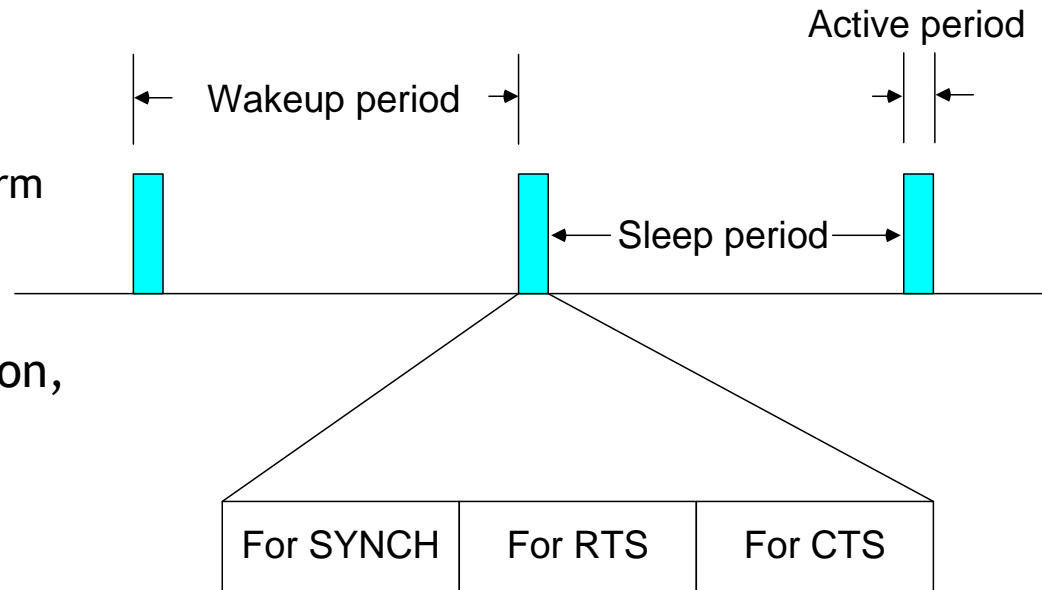 Active period
Wakeup period
rm
Sleep period
on,
For SYNCH
For RTS
For CTS